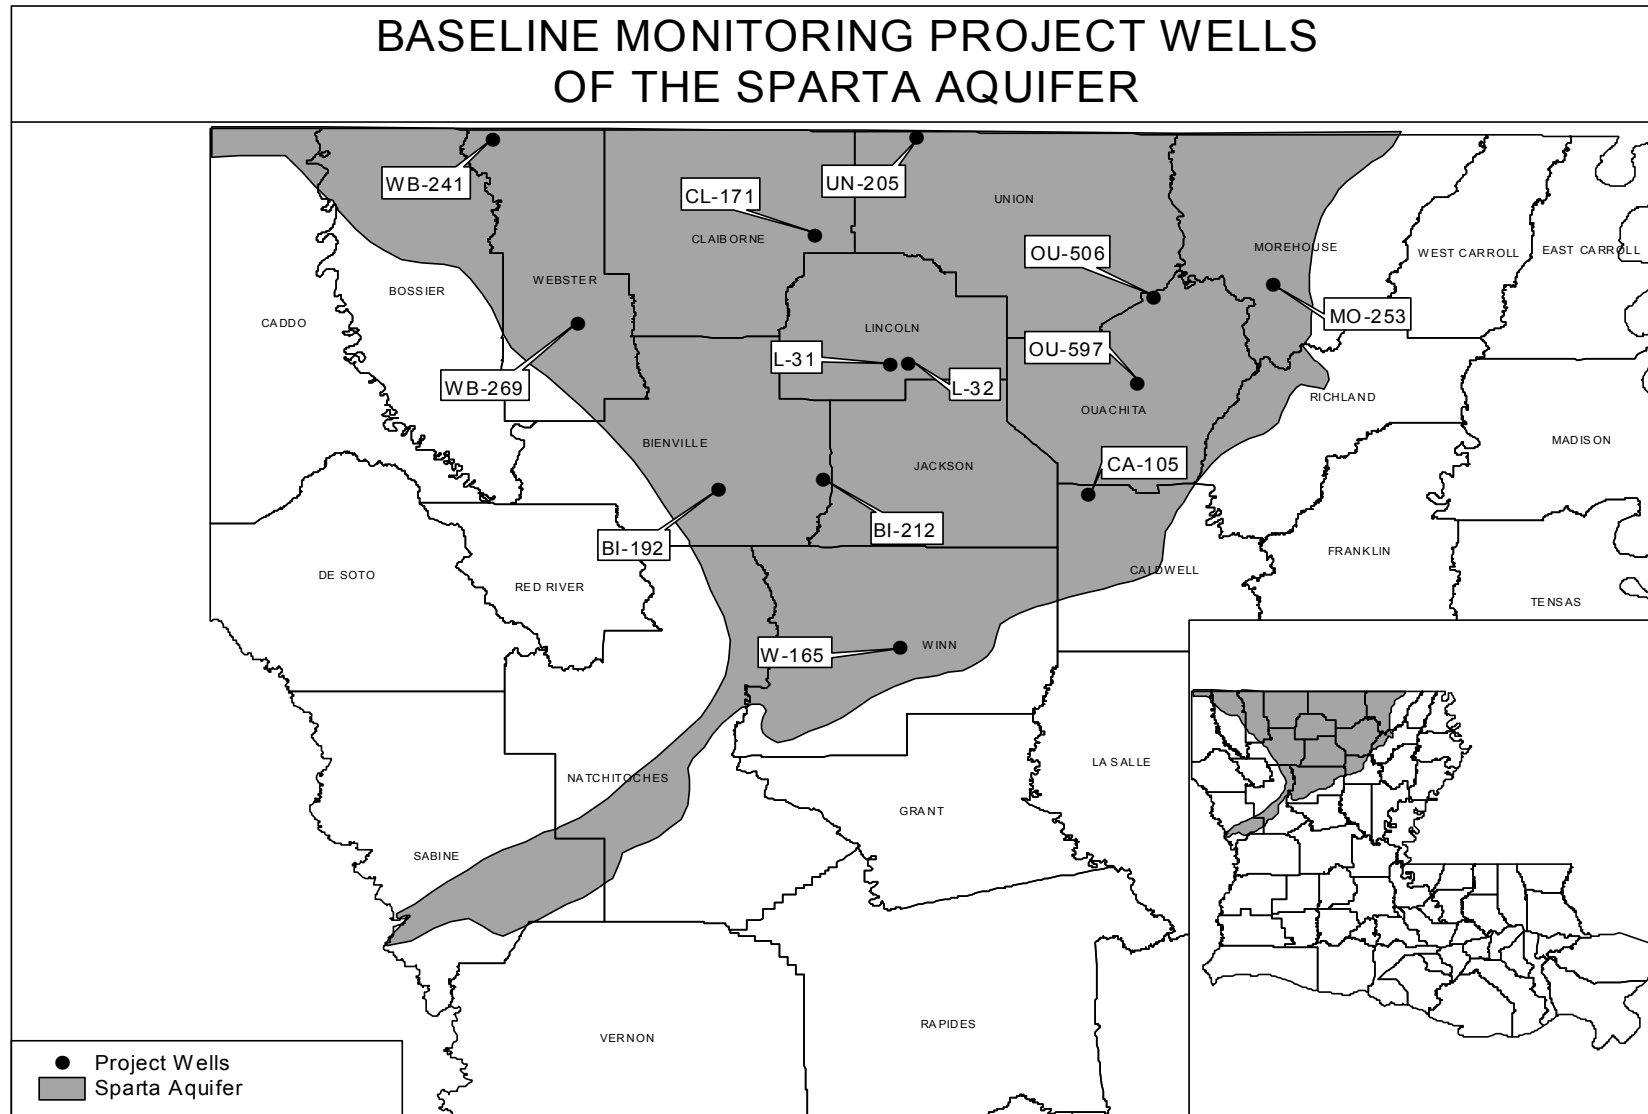 BASELINE MONITORING PROJECT WELLS
OF THE SPARTA AQUIFER
WB-241
CL-171
UN-205
UNION
CLAIBORNE
OU-506
MOREHOUSE
WEST CARROLL
EAST CARROLL
WEBSTER
BOSSIER
CADDO
LINCOLN
MO-253
L-31
OU-597
WB-269
L-32
RICHLAND
OUACHITA
BIENVILLE
MADISON
JACKSON
CA-105
BI-192
BI-212
FRANKLIN
DE SOTO
RED RIVER
CALDWELL
TENSAS
W-165
WINN
NATCHITOCHES
LA SALLE
GRANT
SABINE
VERNON
RAPIDES
Project Wells
Sparta Aquifer